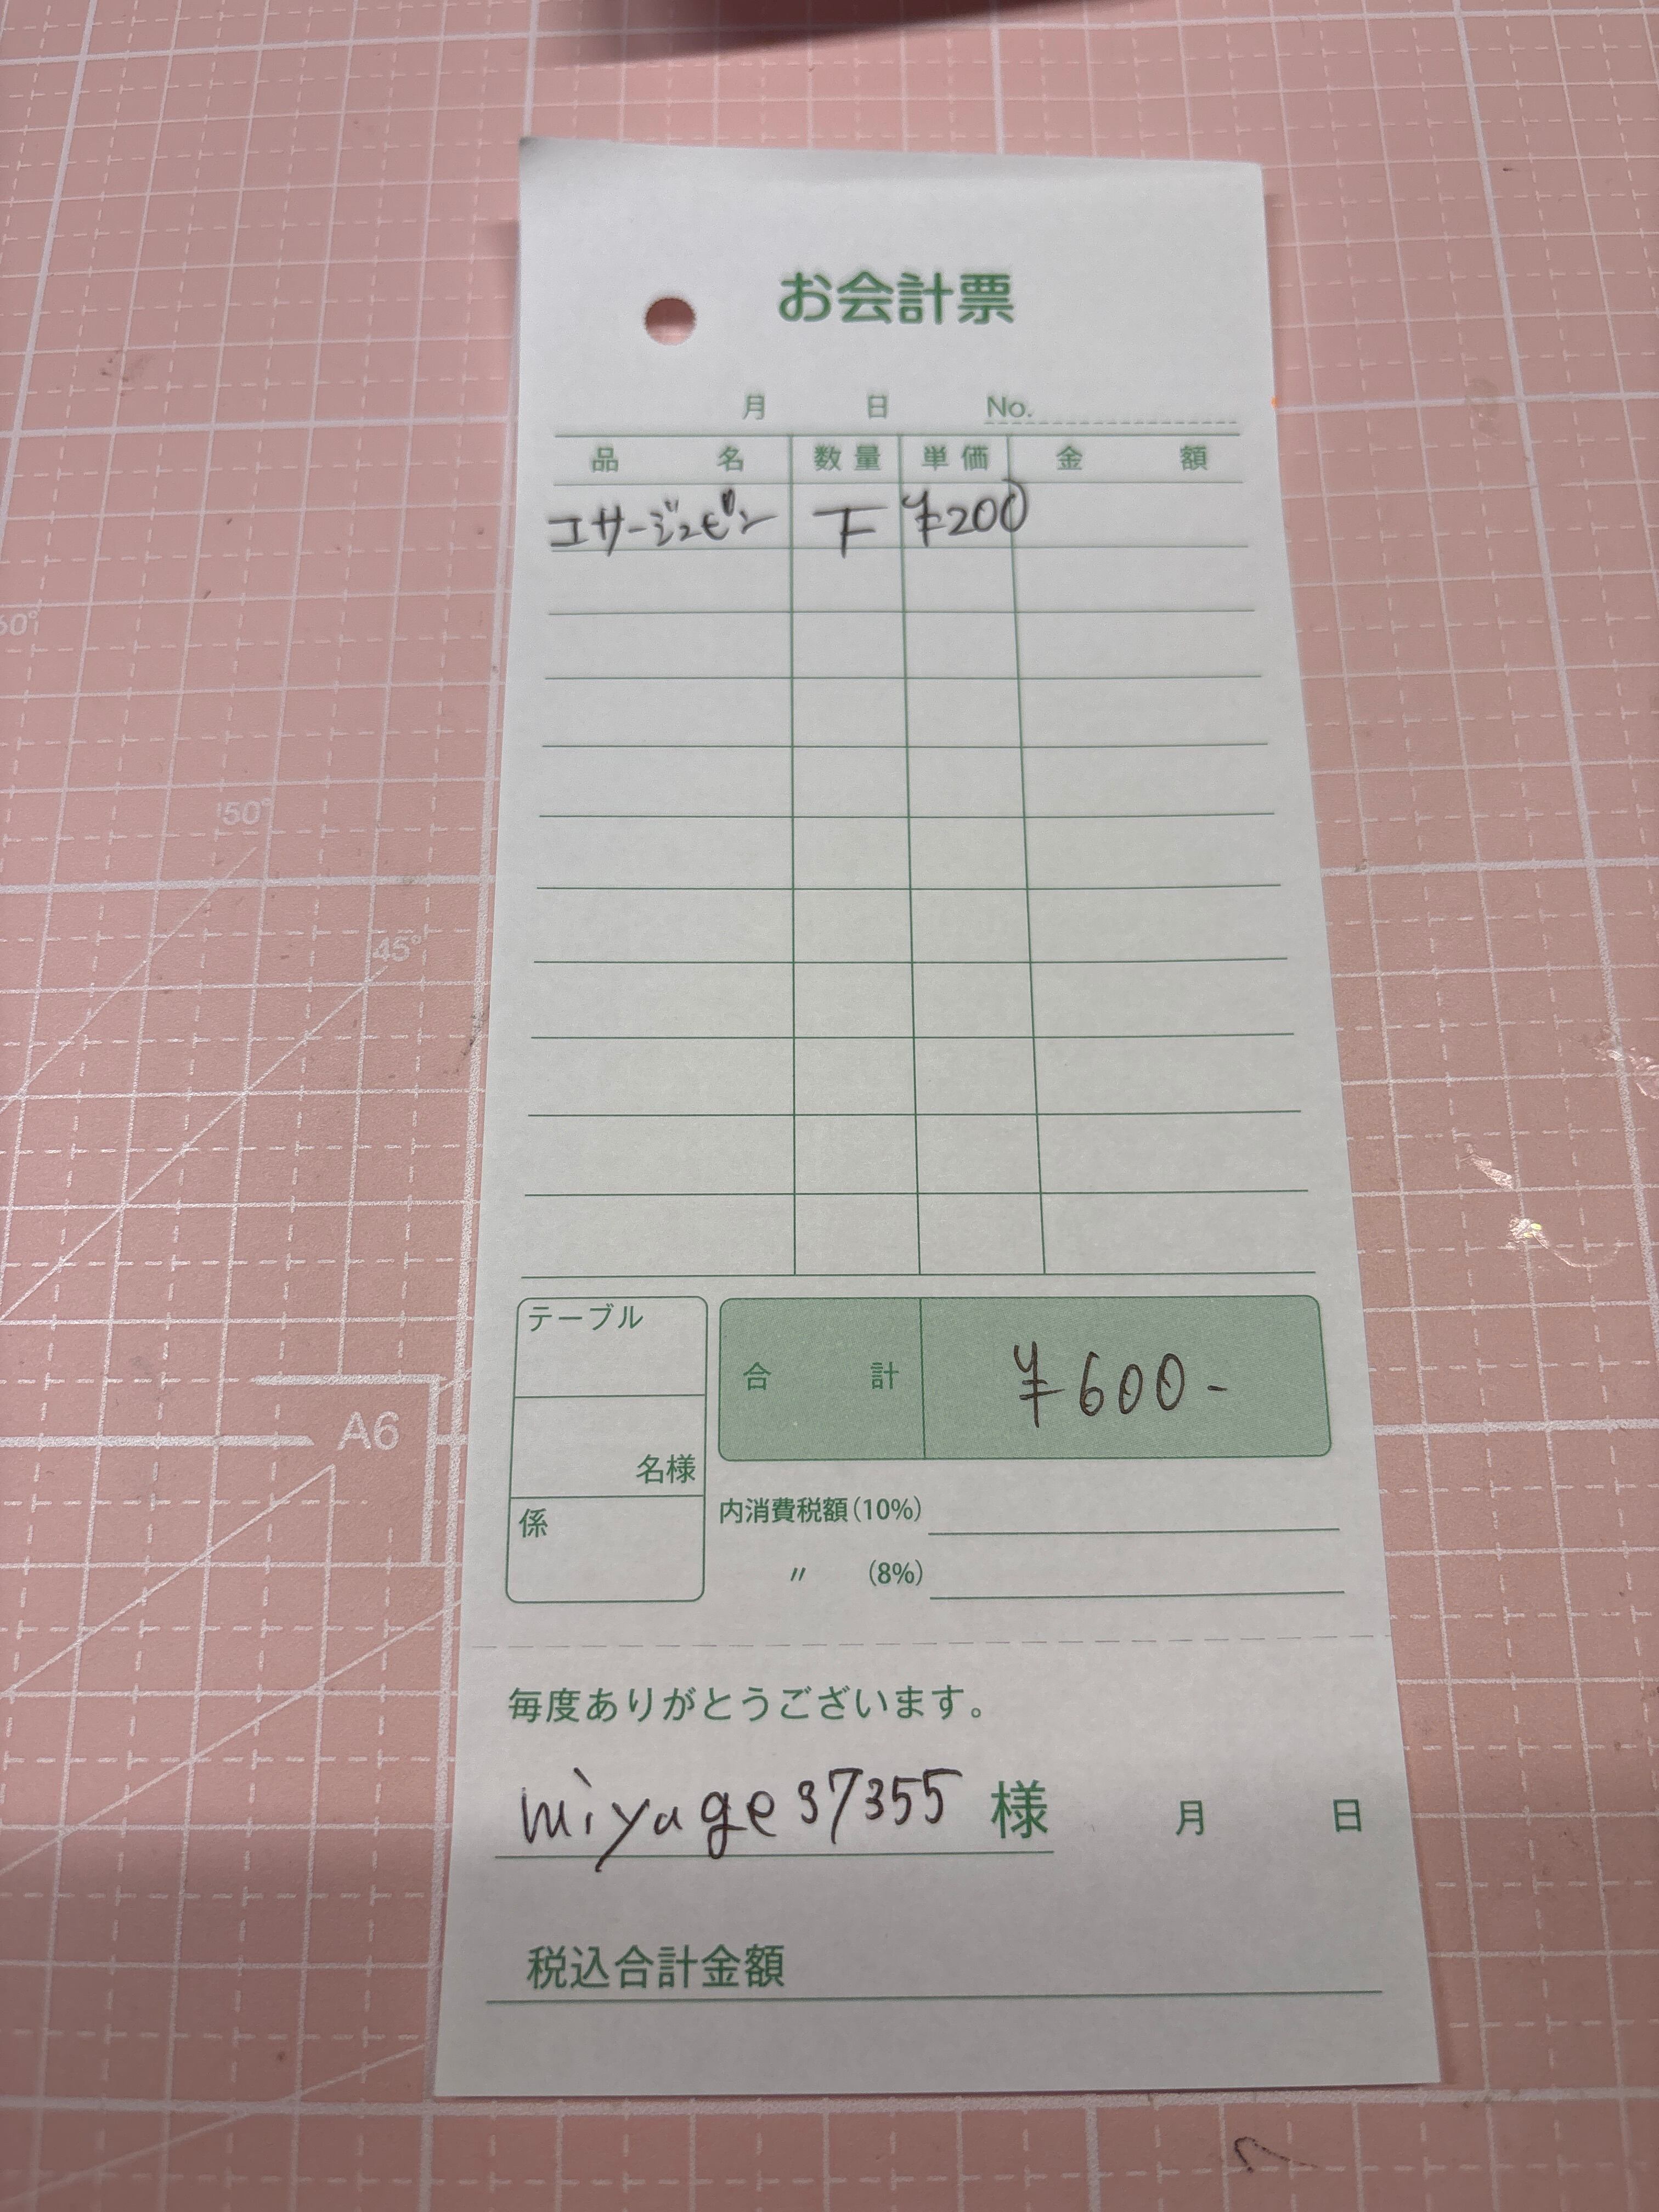 お会計票
月 日 No.
品名 数量 単価 金額
コサージュピン 下 ¥200
テーブル
合計 ¥600-
名様
係
内消費税額(10%)
〃 (8%)
毎度ありがとうございます。
miyage37355 様 月 日
税込合計金額
60°
50°
45°
A6